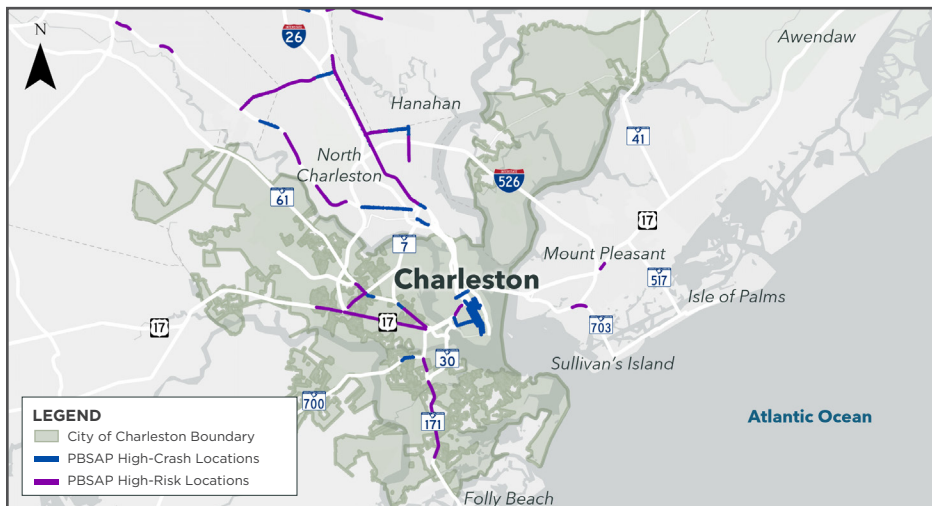 N
INTERSTATE
26
Awendaw
Hanahan
41
North
Charleston
INTERSTATE
526
61
17
7
Mount Pleasant
Charleston
517
Isle of Palms
17
17
703
30
Sullivan's Island
700
171
Atlantic Ocean
LEGEND
City of Charleston Boundary
PBSAP High-Crash Locations
PBSAP High-Risk Locations
Folly Beach